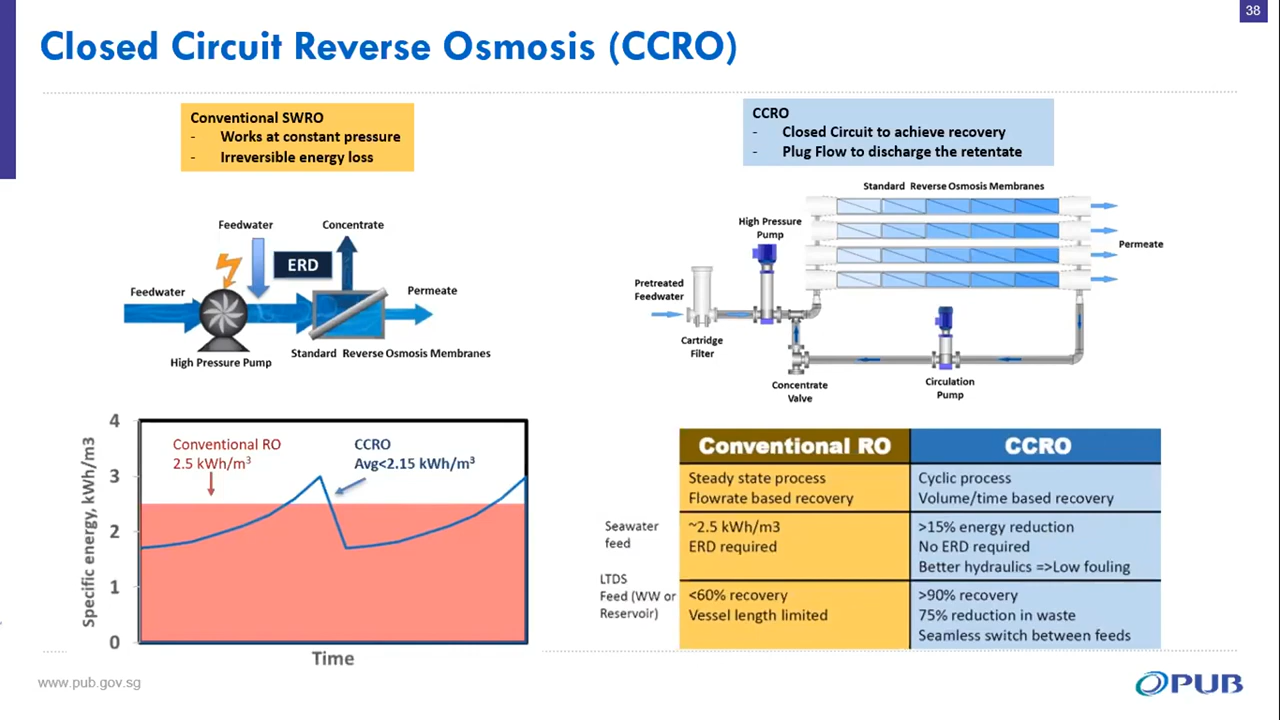 38
Closed Circuit Reverse Osmosis (CCRO)
Conventional SWRO
- Works at constant pressure
- Irreversible energy loss
CCRO
- Closed Circuit to achieve recovery
- Plug Flow to discharge the retentate
Feedwater
Concentrate
ERD
Feedwater
Permeate
High Pressure Pump
Standard Reverse Osmosis Membranes
Standard Reverse Osmosis Membranes
High Pressure
Pump
Permeate
Pretreated
Feedwater
Cartridge
Filter
Concentrate
Valve
Circulation
Pump
Specific energy, kWh/m3
4
3
2
1
0
Conventional RO
2.5 kWh/m³
CCRO
Avg<2.15 kWh/m³
Time
Conventional RO
CCRO
Steady state process
Flowrate based recovery
Cyclic process
Volume/time based recovery
Seawater
feed
~2.5 kWh/m3
ERD required
>15% energy reduction
No ERD required
Better hydraulics =>Low fouling
LTDS
Feed (WW or
Reservoir)
<60% recovery
Vessel length limited
>90% recovery
75% reduction in waste
Seamless switch between feeds
www.pub.gov.sg
PUB